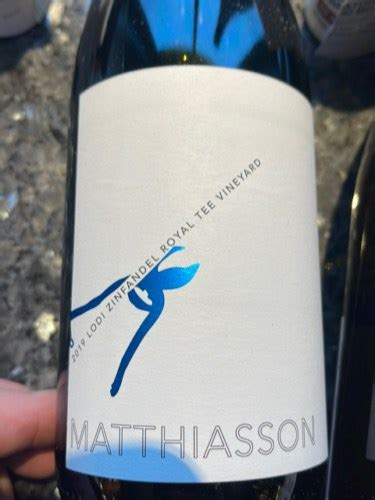 2019 LODI ZINFANDEL ROYAL TEE VINEYARD
MATTHIASSON